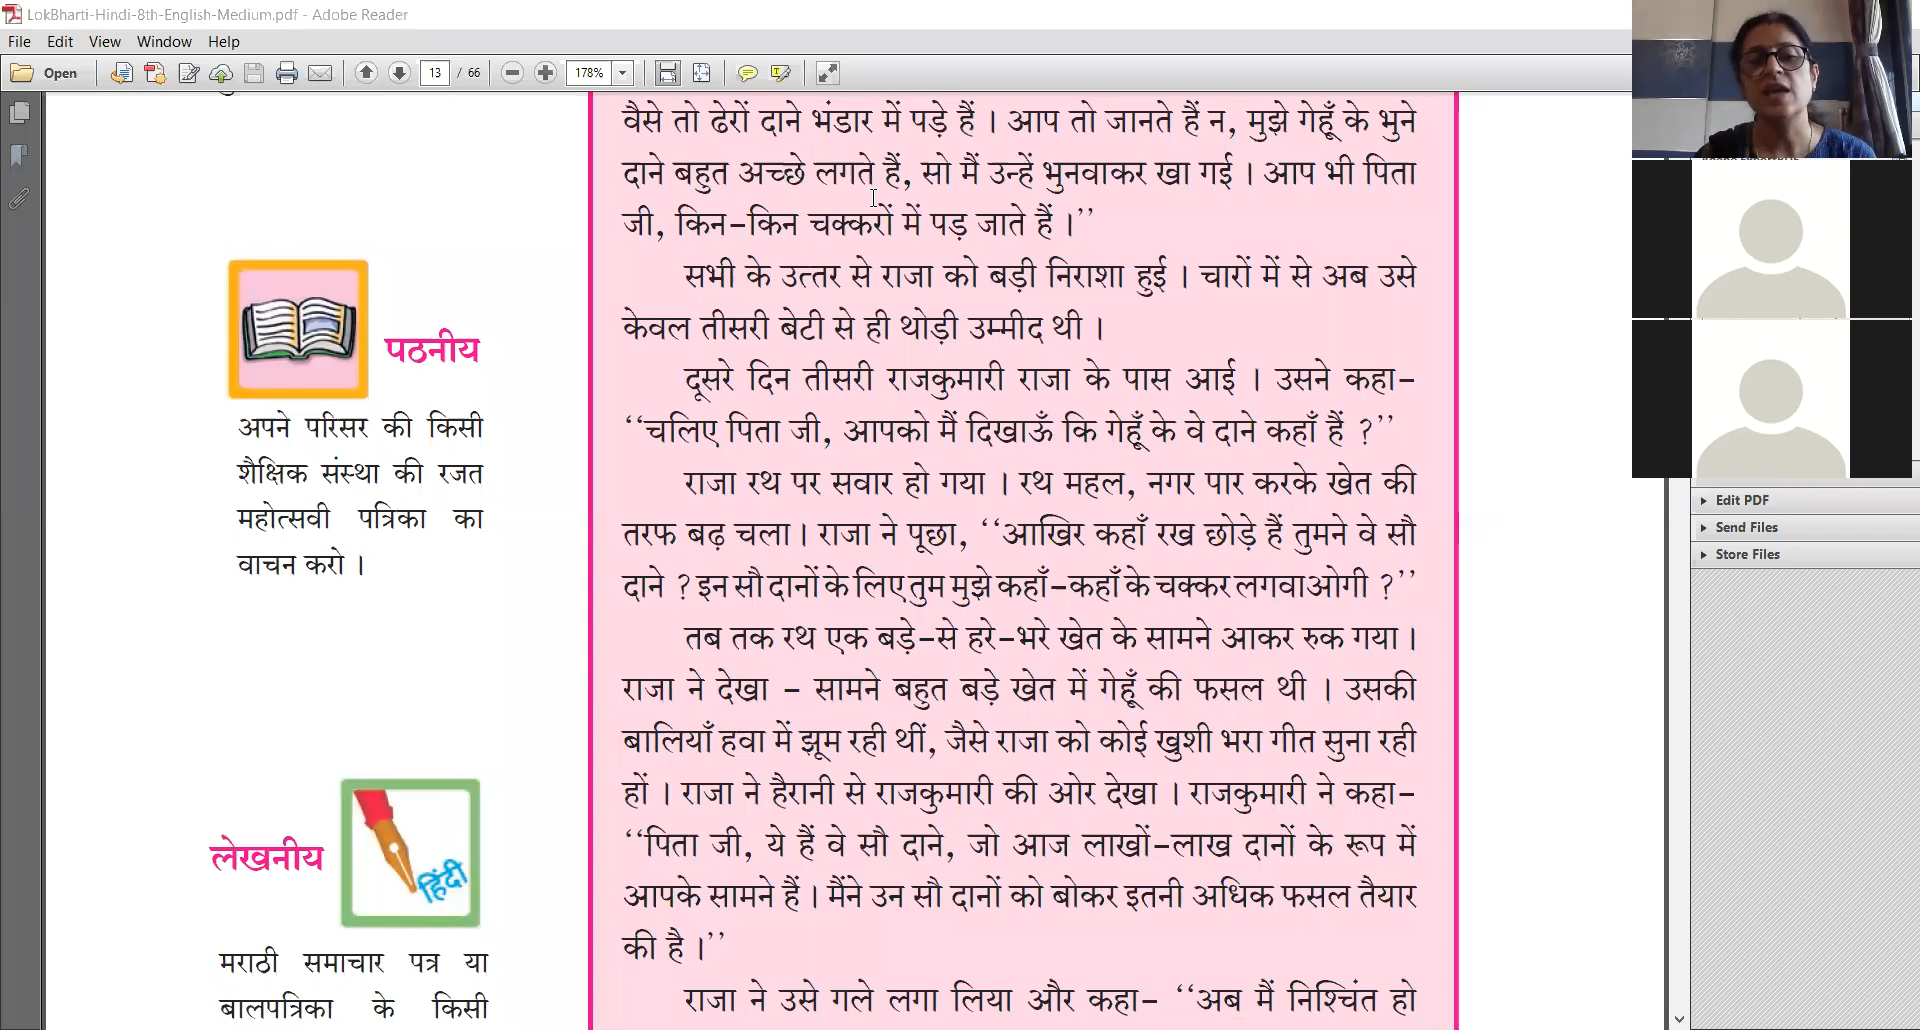 LokBharti-Hindi-8th-English-Medium.pdf - Adobe Reader
File Edit View Window Help
Open 13 / 66 178%
वैसे तो ढेरों दाने भंडार में पड़े हैं । आप तो जानते हैं न, मुझे गेहूँ के भुने
दाने बहुत अच्छे लगते हैं, सो मैं उन्हें भुनवाकर खा गई । आप भी पिता
जी, किन-किन चक्करों में पड़ जाते हैं ।’’
सभी के उत्तर से राजा को बड़ी निराशा हुई । चारों में से अब उसे
केवल तीसरी बेटी से ही थोड़ी उम्मीद थी ।
दूसरे दिन तीसरी राजकुमारी राजा के पास आई । उसने कहा-
‘‘चलिए पिता जी, आपको मैं दिखाऊँ कि गेहूँ के वे दाने कहाँ हैं ?’’
राजा रथ पर सवार हो गया । रथ महल, नगर पार करके खेत की
तरफ बढ़ चला । राजा ने पूछा, ‘‘आखिर कहाँ रख छोड़े हैं तुमने वे सौ
दाने ? इन सौ दानों के लिए तुम मुझे कहाँ-कहाँ के चक्कर लगवाओगी ?’’
तब तक रथ एक बड़े-से हरे-भरे खेत के सामने आकर रुक गया ।
राजा ने देखा - सामने बहुत बड़े खेत में गेहूँ की फसल थी । उसकी
बालियाँ हवा में झूम रही थीं, जैसे राजा को कोई खुशी भरा गीत सुना रही
हों । राजा ने हैरानी से राजकुमारी की ओर देखा । राजकुमारी ने कहा-
‘‘पिता जी, ये हैं वे सौ दाने, जो आज लाखों-लाख दानों के रूप में
आपके सामने हैं । मैंने उन सौ दानों को बोकर इतनी अधिक फसल तैयार
की है ।’’
राजा ने उसे गले लगा लिया और कहा- ‘‘अब मैं निश्चिंत हो
पठनीय
अपने परिसर की किसी
शैक्षिक संस्था की रजत
महोत्सवी पत्रिका का
वाचन करो ।
लेखनीय
हिंदी
मराठी समाचार पत्र या
बालपत्रिका के किसी
Edit PDF
Send Files
Store Files